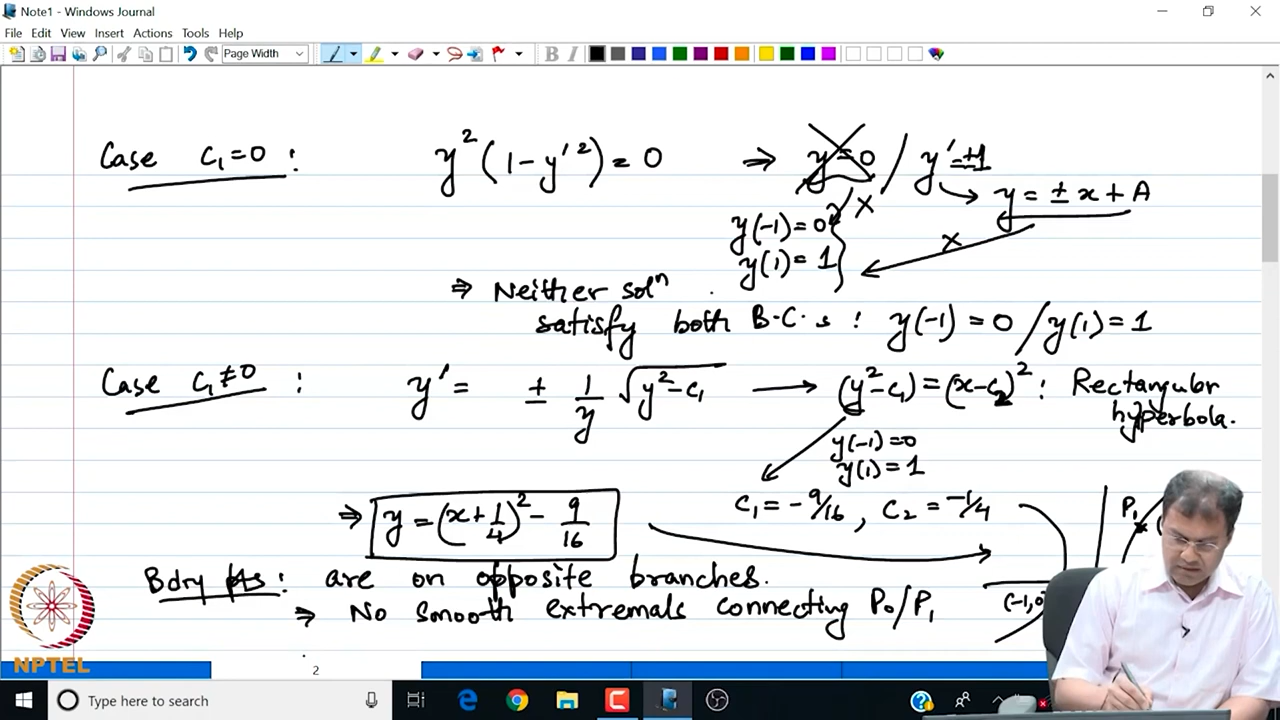 Note1 - Windows Journal
File Edit View Insert Actions Tools Help
Page Width
B I
Case c₁=0 : y²(1-y'²)=0 ⇒ y=0 / y'=±1
→ y = ± x + A
x
y(-1)=0
y(1)=1
x
⇒ Neither solⁿ
satisfy both B.C.s : y(-1)=0 / y(1)=1
Case c₁≠0 : y' = ± 1/y √y²-c₁ → (y²-c₁)=(x-c₂)² : Rectangular
hyperbola.
y(-1)=0
y(1)=1
c₁=-9/16, c₂=-1/4
⇒ y=(x+1/4)²-9/16
P₁
Bdry pts : are on opposite branches.
(-1,0
⇒ No smooth extremals connecting P₀/P₁
NPTEL
2
Type here to search